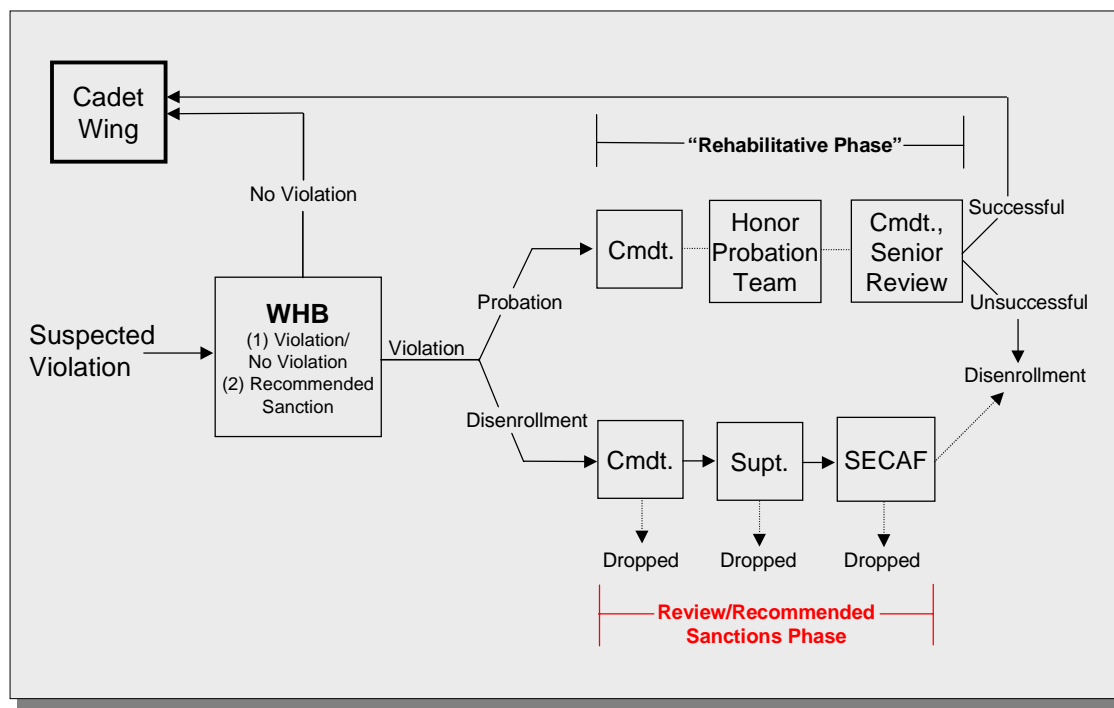 Cadet
Wing
“Rehabilitative Phase”
No Violation
Successful
Cmdt.
Honor
Probation
Team
Cmdt.,
Senior
Review
Probation
Unsuccessful
WHB
(1) Violation/
No Violation
(2) Recommended
Sanction
Suspected
Violation
Violation
Disenrollment
Disenrollment
Cmdt.
Supt.
SECAF
Dropped
Dropped
Dropped
Review/Recommended
Sanctions Phase